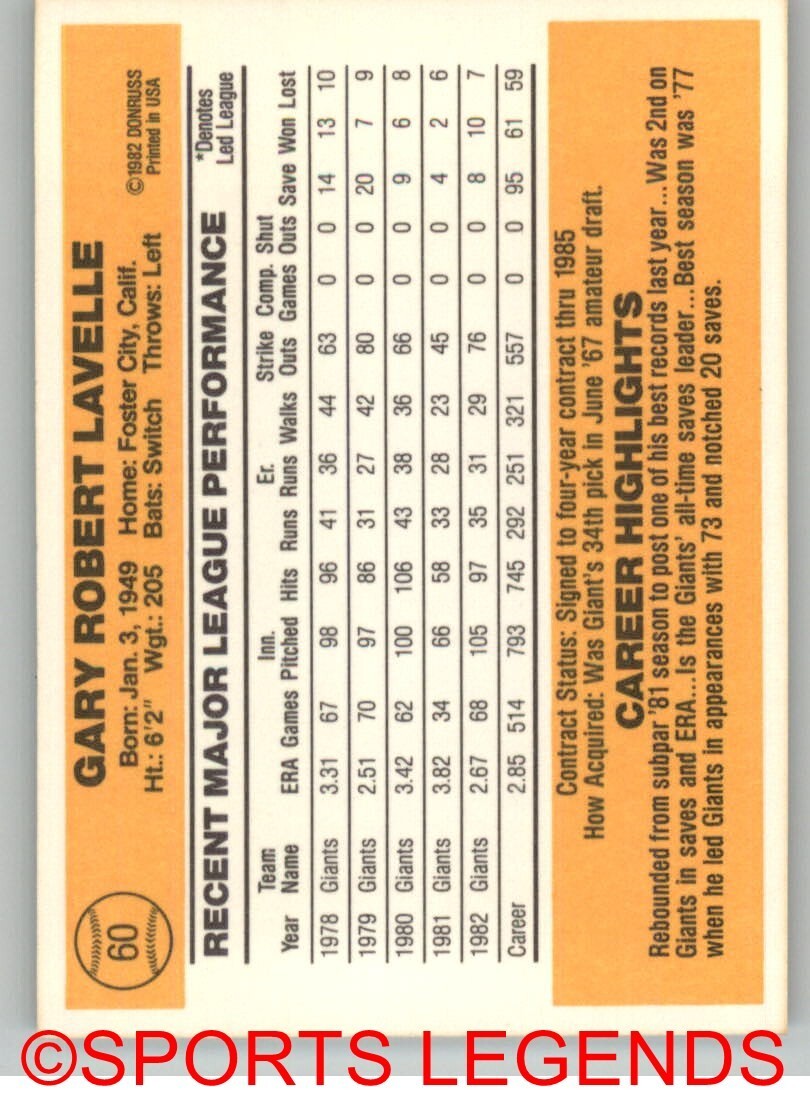 60
GARY ROBERT LAVELLE
©1982 DONRUSS
Printed in USA
Born: Jan. 3, 1949 Home: Foster City, Calif.
Ht.: 6'2" Wgt.: 205 Bats: Switch Throws: Left
RECENT MAJOR LEAGUE PERFORMANCE
*Denotes
Led League
Team Inn. Er. Strike Comp. Shut
Year Name ERA Games Pitched Hits Runs Runs Walks Outs Games Outs Save Won Lost
1978 Giants 3.31 67 98 96 41 36 44 63 0 0 14 13 10
1979 Giants 2.51 70 97 86 31 27 42 80 0 0 20 7 9
1980 Giants 3.42 62 100 106 43 38 36 66 0 0 9 6 8
1981 Giants 3.82 34 66 58 33 28 23 45 0 0 4 2 6
1982 Giants 2.67 68 105 97 35 31 29 76 0 0 8 10 7
Career 2.85 514 793 745 292 251 321 557 0 0 95 61 59
Contract Status: Signed to four-year contract thru 1985
How Acquired: Was Giant's 34th pick in June '67 amateur draft.
CAREER HIGHLIGHTS
Rebounded from subpar '81 season to post one of his best records last year...Was 2nd on
Giants in saves and ERA...Is the Giants' all-time saves leader...Best season was '77
when he led Giants in appearances with 73 and notched 20 saves.
©SPORTS LEGENDS